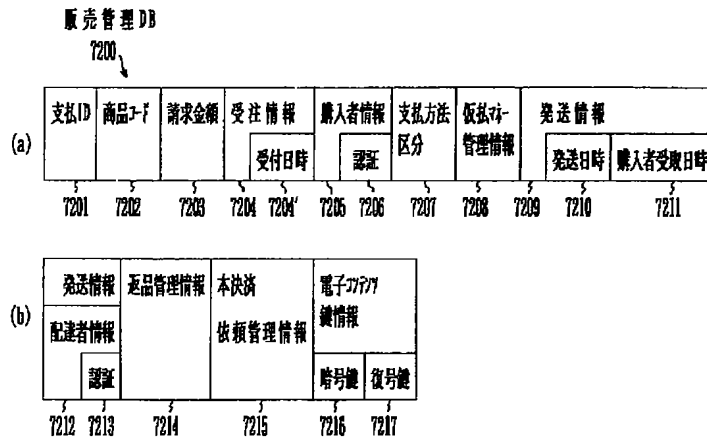 販売管理DB
7200
(a)
支払ID 商品コード 請求金額 受注情報 購入者情報 支払方法 仮払マネー 発送情報
区分 管理情報
受付日時 認証 発送日時 購入者受取日時
7201 7202 7203 7204 7204' 7205 7206 7207 7208 7209 7210 7211
(b)
発送情報 返品管理情報 本決済 電子コンテンツ
鍵情報
配達者情報 依頼管理情報
認証 暗号鍵 復号鍵
7212 7213 7214 7215 7216 7217